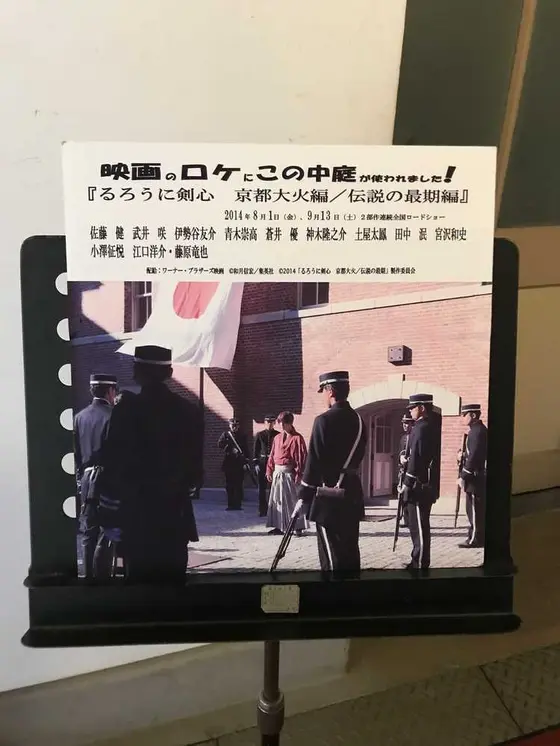 映画のロケにこの中庭が使われました!
『るろうに剣心 京都大火編/伝説の最期編』
2014年8月1日(金)、9月13日(土)2部作連続全国ロードショー
佐藤 健 武井 咲 伊勢谷友介 青木崇高 蒼井 優 神木隆之介 土屋太鳳 田中 泯 宮沢和史
小澤征悦 江口洋介・藤原竜也
配給:ワーナー・ブラザース映画 ©和月伸宏/集英社 ©2014「るろうに剣心 京都大火/伝説の最期」製作委員会